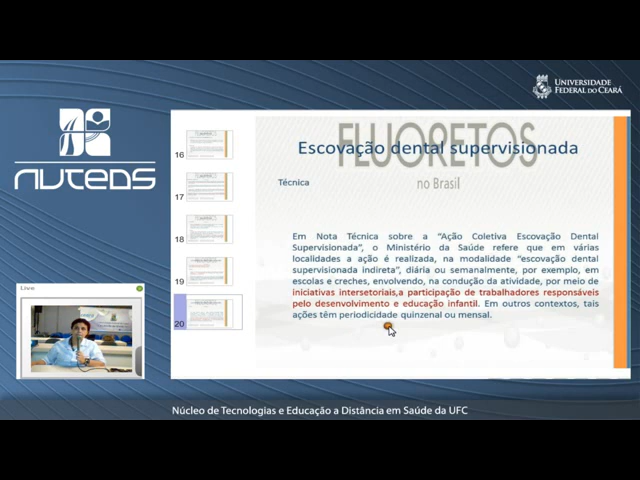 UNIVERSIDADE
FEDERAL DO CEARÁ
NUTEDS
FLUORETOS
no Brasil
Escovação dental supervisionada
Técnica
Em Nota Técnica sobre a “Ação Coletiva Escovação Dental
Supervisionada”, o Ministério da Saúde refere que em várias
localidades a ação é realizada, na modalidade “escovação dental
supervisionada indireta”, diária ou semanalmente, por exemplo, em
escolas e creches, envolvendo, na condução da atividade, por meio de
iniciativas intersetoriais,a participação de trabalhadores responsáveis
pelo desenvolvimento e educação infantil. Em outros contextos, tais
ações têm periodicidade quinzenal ou mensal.
16
17
18
19
20
Live
Núcleo de Tecnologias e Educação a Distância em Saúde da UFC